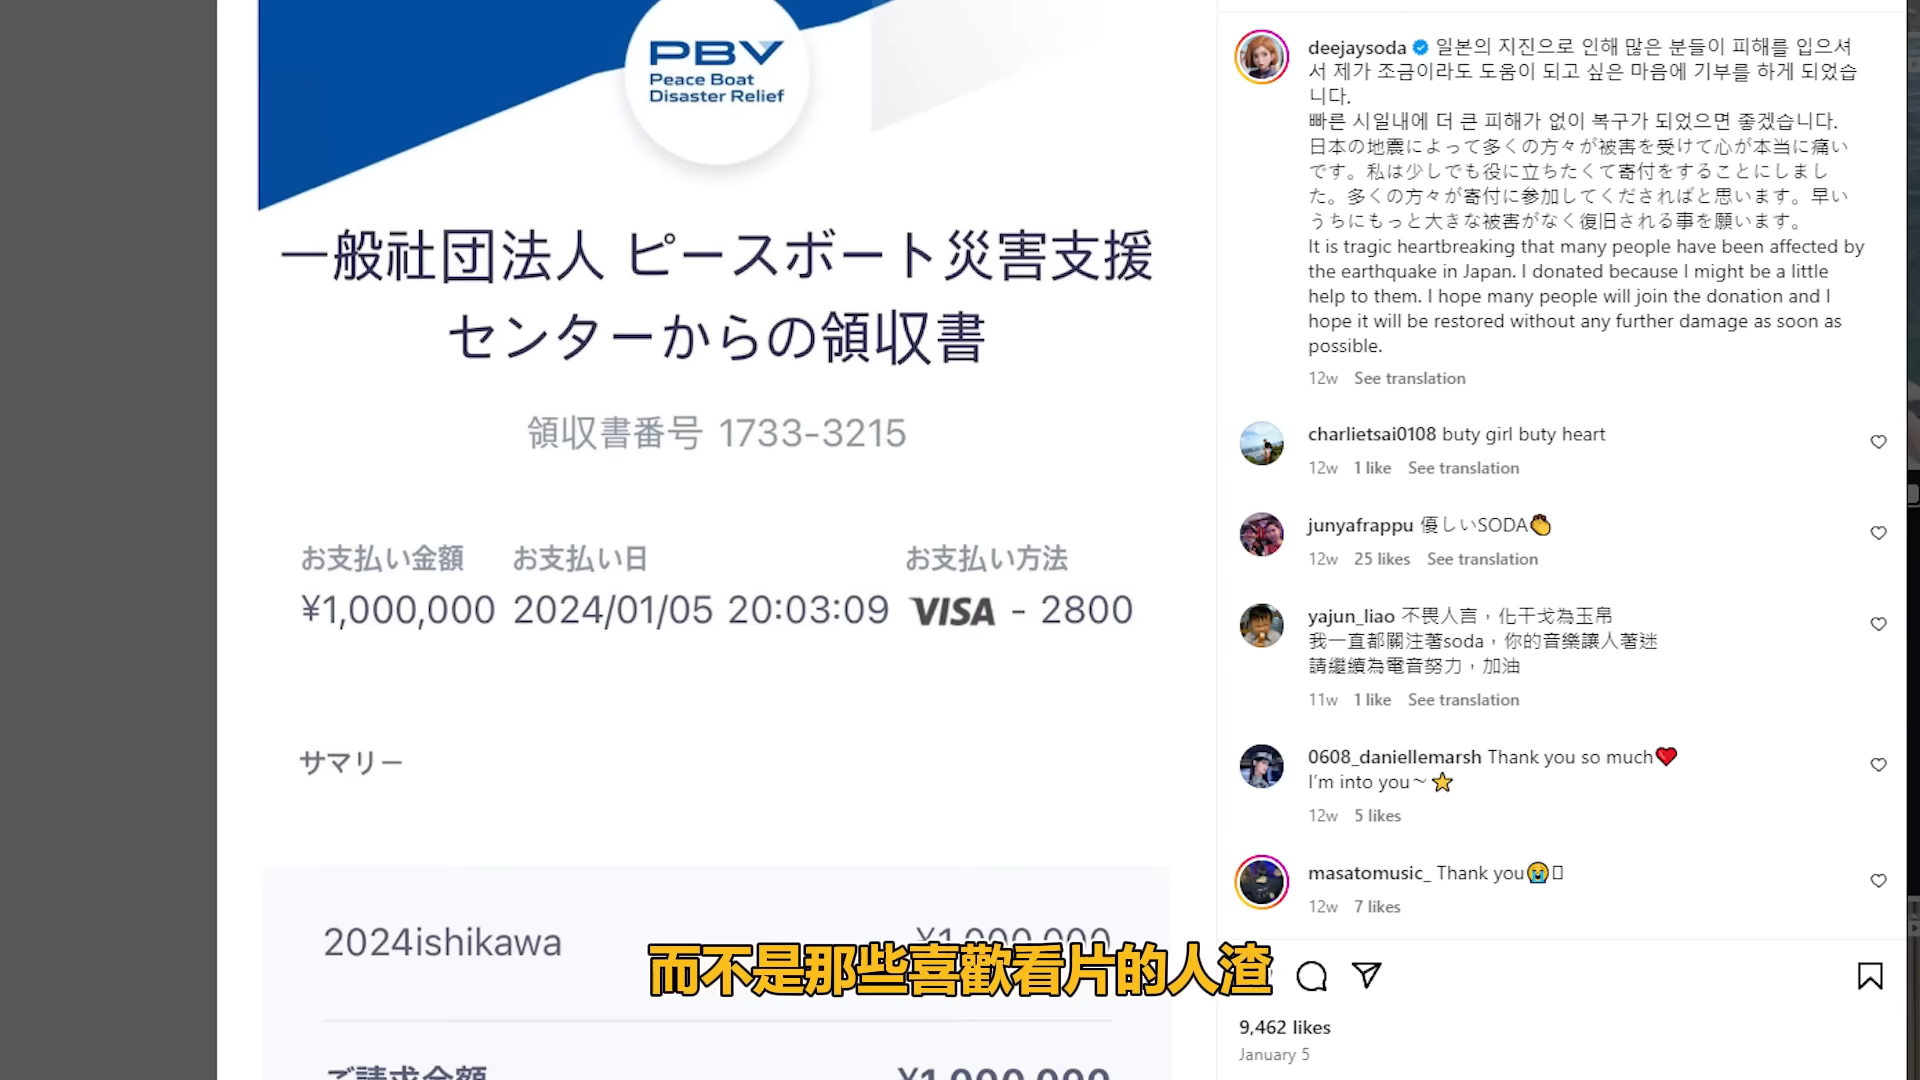 PBV
Peace Boat
Disaster Relief
一般社団法人 ピースボート災害支援
センターからの領収書
領収書番号 1733-3215
お支払い金額 お支払い日 お支払い方法
¥1,000,000 2024/01/05 20:03:09 VISA - 2800
サマリー
2024ishikawa ¥1,000,000
ご請求金額 ¥1,000,000
而不是那些喜歡看片的人渣
deejaysoda 일본의 지진으로 인해 많은 분들이 피해를 입으셔
서 제가 조금이라도 도움이 되고 싶은 마음에 기부를 하게 되었습
니다.
빠른 시일내에 더 큰 피해가 없이 복구가 되었으면 좋겠습니다.
日本の地震によって多くの方々が被害を受けて心が本当に痛い
です。私は少しでも役に立ちたくて寄付をすることにしまし
た。多くの方々が寄付に参加してくださればと思います。早い
うちにもっと大きな被害がなく復旧される事を願います。
It is tragic heartbreaking that many people have been affected by
the earthquake in Japan. I donated because I might be a little
help to them. I hope many people will join the donation and I
hope it will be restored without any further damage as soon as
possible.
12w See translation
charlietsai0108 buty girl buty heart
12w 1 like See translation
junyafrappu 優しいSODA👏
12w 25 likes See translation
yajun_liao 不畏人言，化干戈為玉帛
我一直都關注著soda，你的音樂讓人著迷
請繼續為電音努力，加油
11w 1 like See translation
0608_daniellemarsh Thank you so much❤️
I'm into you～⭐
12w 5 likes
masatomusic_ Thank you😭
12w 7 likes
9,462 likes
January 5